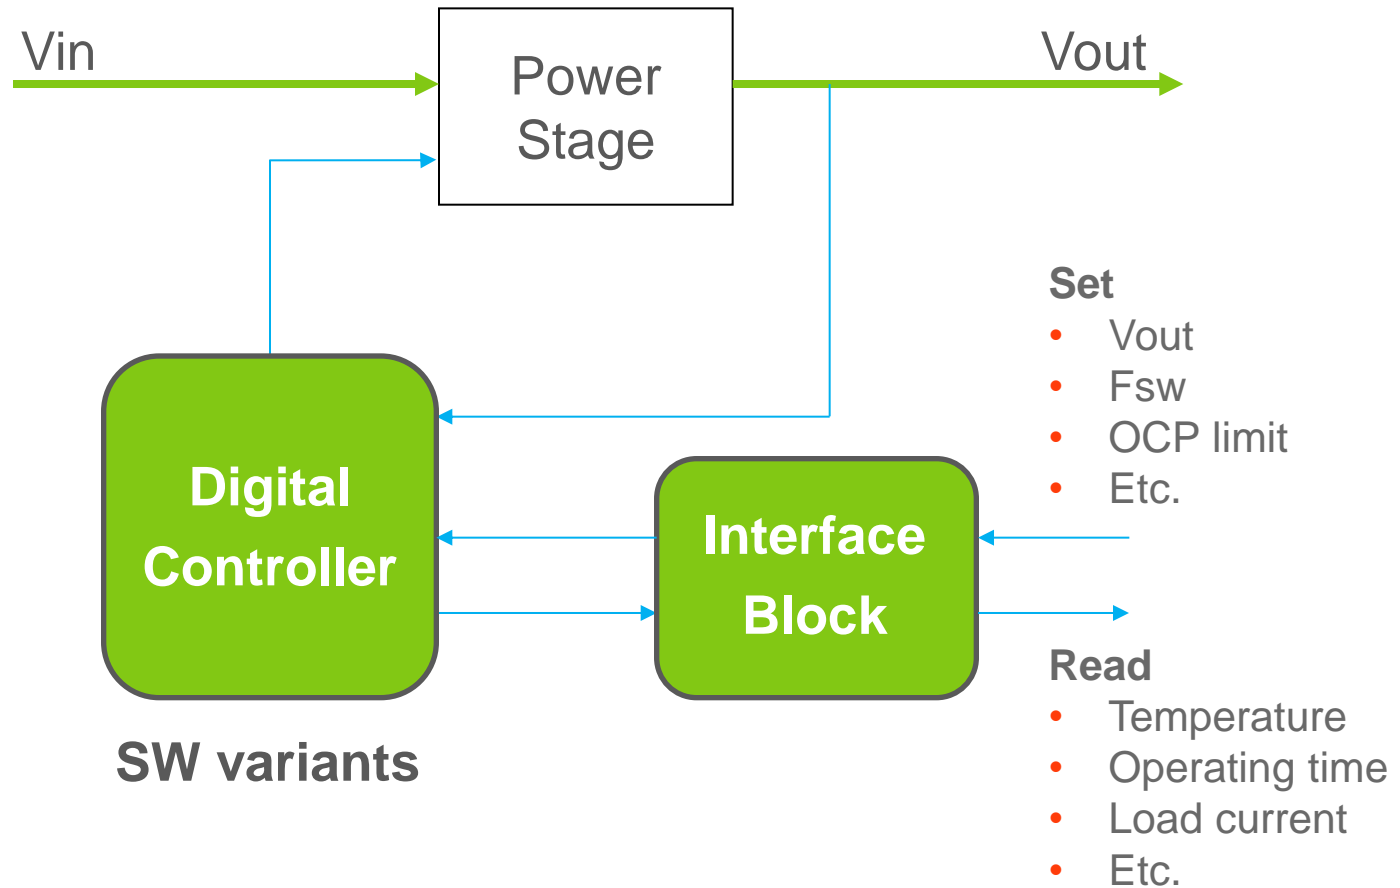 Vin
Power
Stage
Vout
Set
• Vout
• Fsw
• OCP limit
• Etc.
Digital
Controller
Interface
Block
SW variants
Read
• Temperature
• Operating time
• Load current
• Etc.